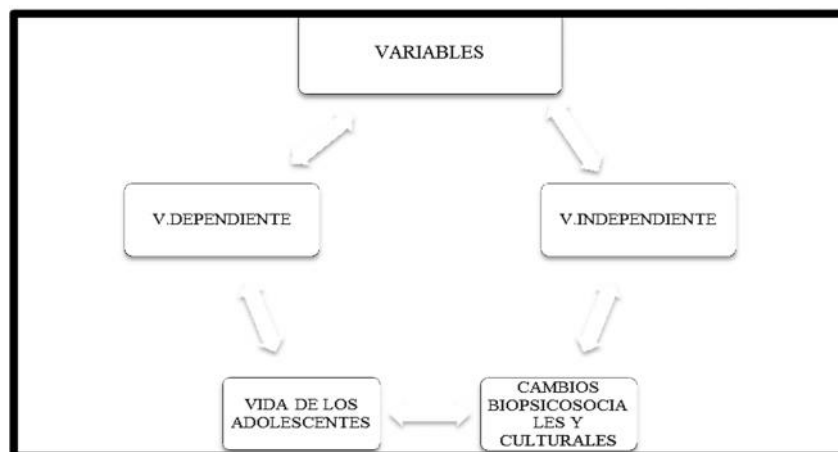 VARIABLES
V.DEPENDIENTE
V.INDEPENDIENTE
VIDA DE LOS
ADOLESCENTES
CAMBIOS
BIOPSICOSOCIA
LES Y
CULTURALES